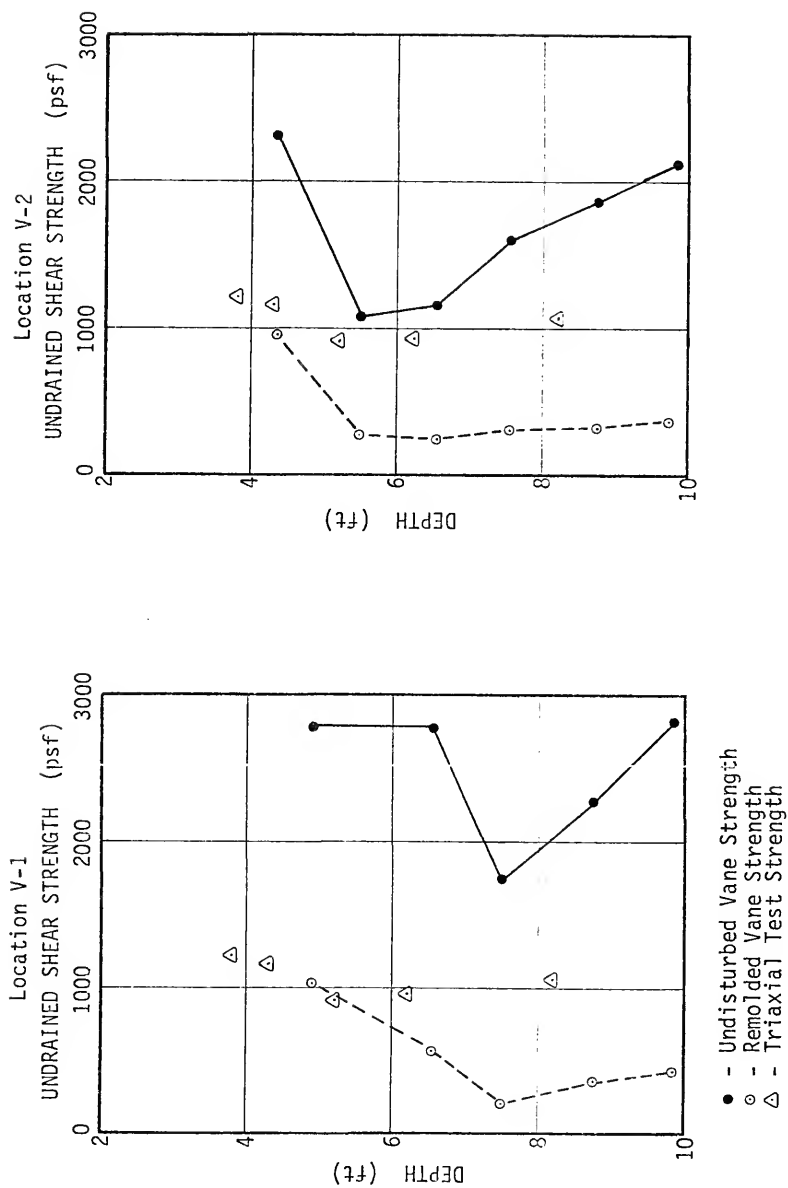 Location V-1
UNDRAINED SHEAR STRENGTH (psf)
0 1000 2000 3000
2
4
6
8
10
DEPTH (ft)
Location V-2
UNDRAINED SHEAR STRENGTH (psf)
0 1000 2000 3000
2
4
6
8
10
DEPTH (ft)
● - Undisturbed Vane Strength
⊙ - Remolded Vane Strength
◬ - Triaxial Test Strength